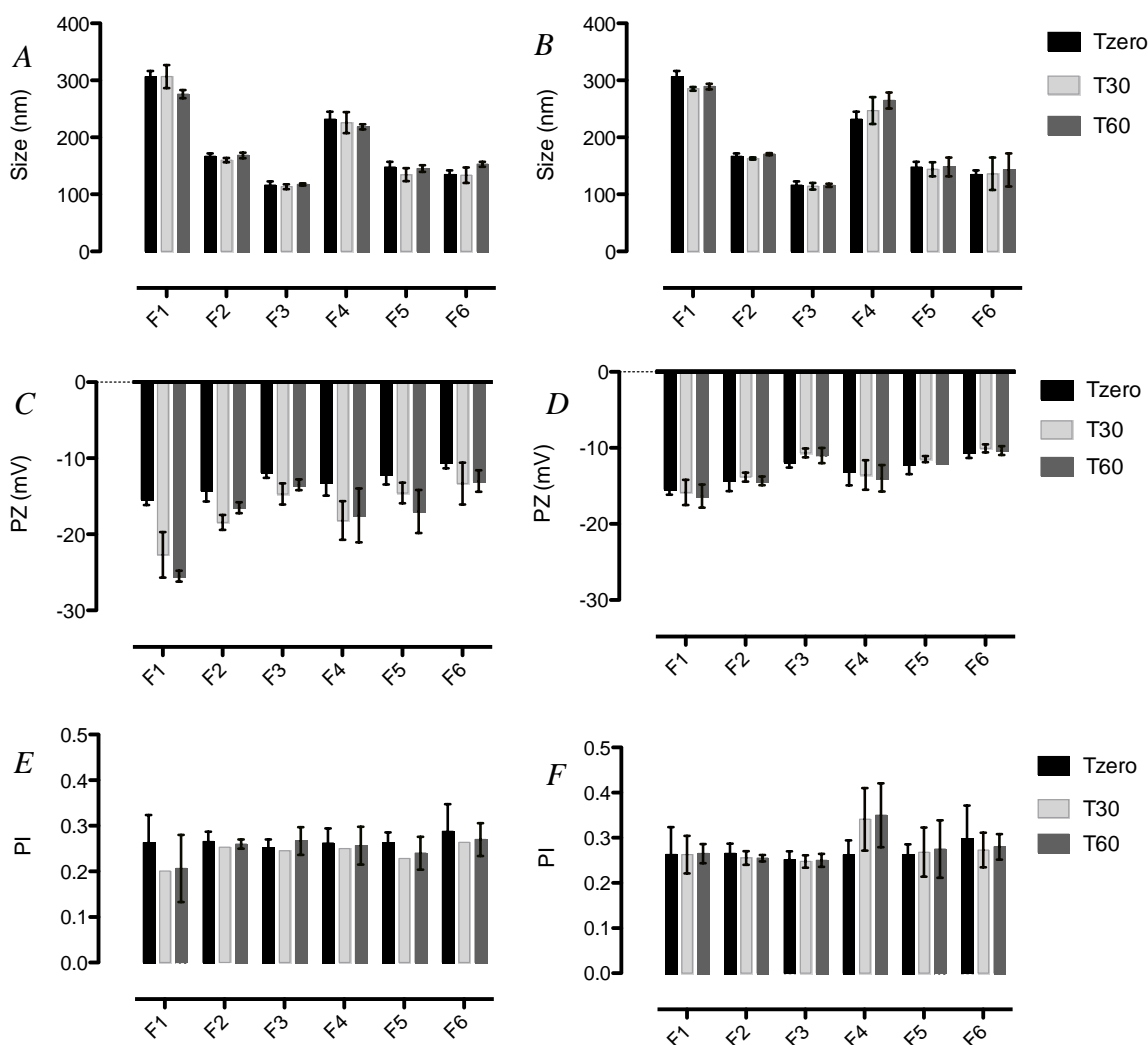 A
Size (nm)
400
300
200
100
0
F1 F2 F3 F4 F5 F6
B
Size (nm)
400
300
200
100
0
F1 F2 F3 F4 F5 F6
Tzero
T30
T60
C
PZ (mV)
0
-10
-20
-30
F1 F2 F3 F4 F5 F6
D
PZ (mV)
0
-10
-20
-30
F1 F2 F3 F4 F5 F6
Tzero
T30
T60
E
PI
0.5
0.4
0.3
0.2
0.1
0.0
F1 F2 F3 F4 F5 F6
F
PI
0.5
0.4
0.3
0.2
0.1
0.0
F1 F2 F3 F4 F5 F6
Tzero
T30
T60